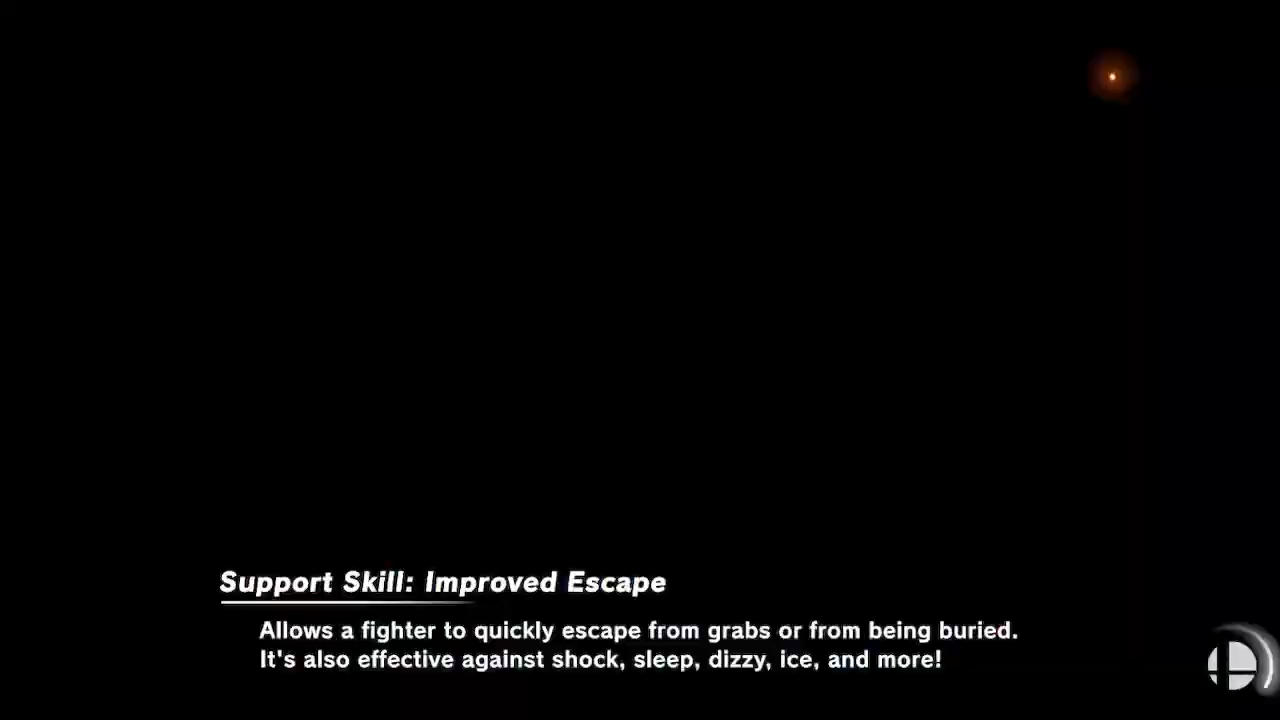 Support Skill: Improved Escape
Allows a fighter to quickly escape from grabs or from being buried.
It's also effective against shock, sleep, dizzy, ice, and more!